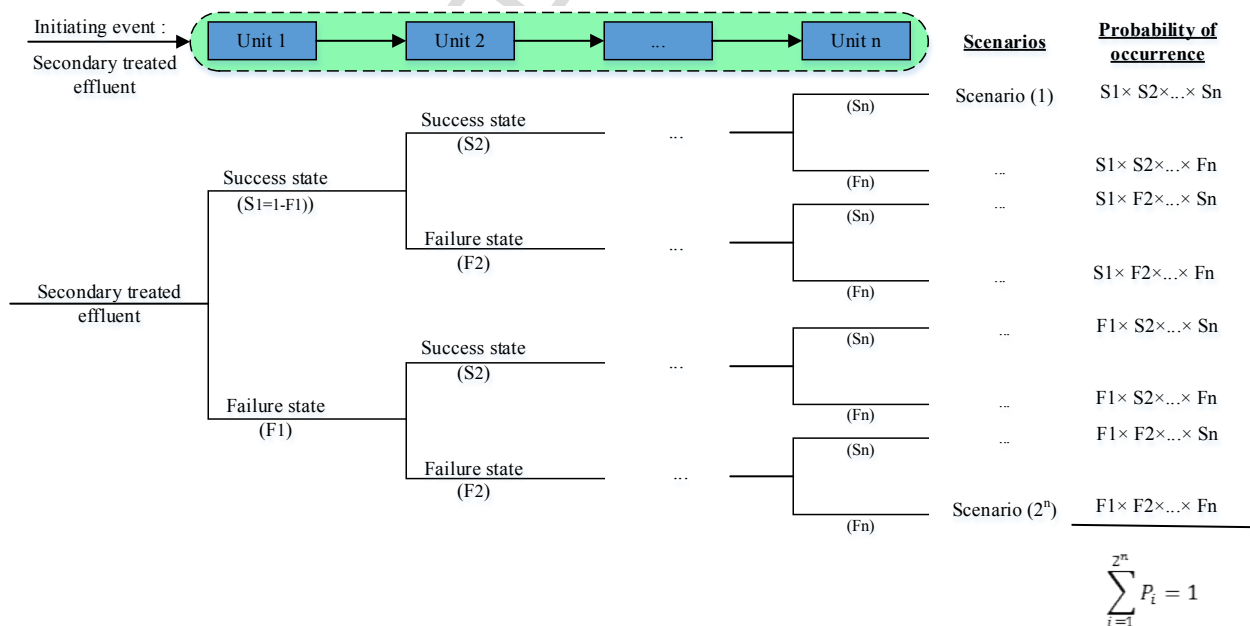 Initiating event :
Secondary treated
effluent
Unit 1
Unit 2
...
Unit n
Scenarios
Probability of
occurrence
(Sn)
Scenario (1)
S1× S2×...× Sn
Success state
(S2)
...
(Fn)
...
S1× S2×...× Fn
Success state
(S1=1-F1))
(Sn)
...
S1× F2×...× Sn
Failure state
(F2)
...
(Fn)
...
S1× F2×...× Fn
Secondary treated
effluent
(Sn)
...
F1× S2×...× Sn
Success state
(S2)
...
(Fn)
...
F1× S2×...× Fn
Failure state
(F1)
(Sn)
...
F1× F2×...× Sn
Failure state
(F2)
...
(Fn)
Scenario (2ⁿ)
F1× F2×...× Fn
2ⁿ
∑ Pᵢ = 1
i=1